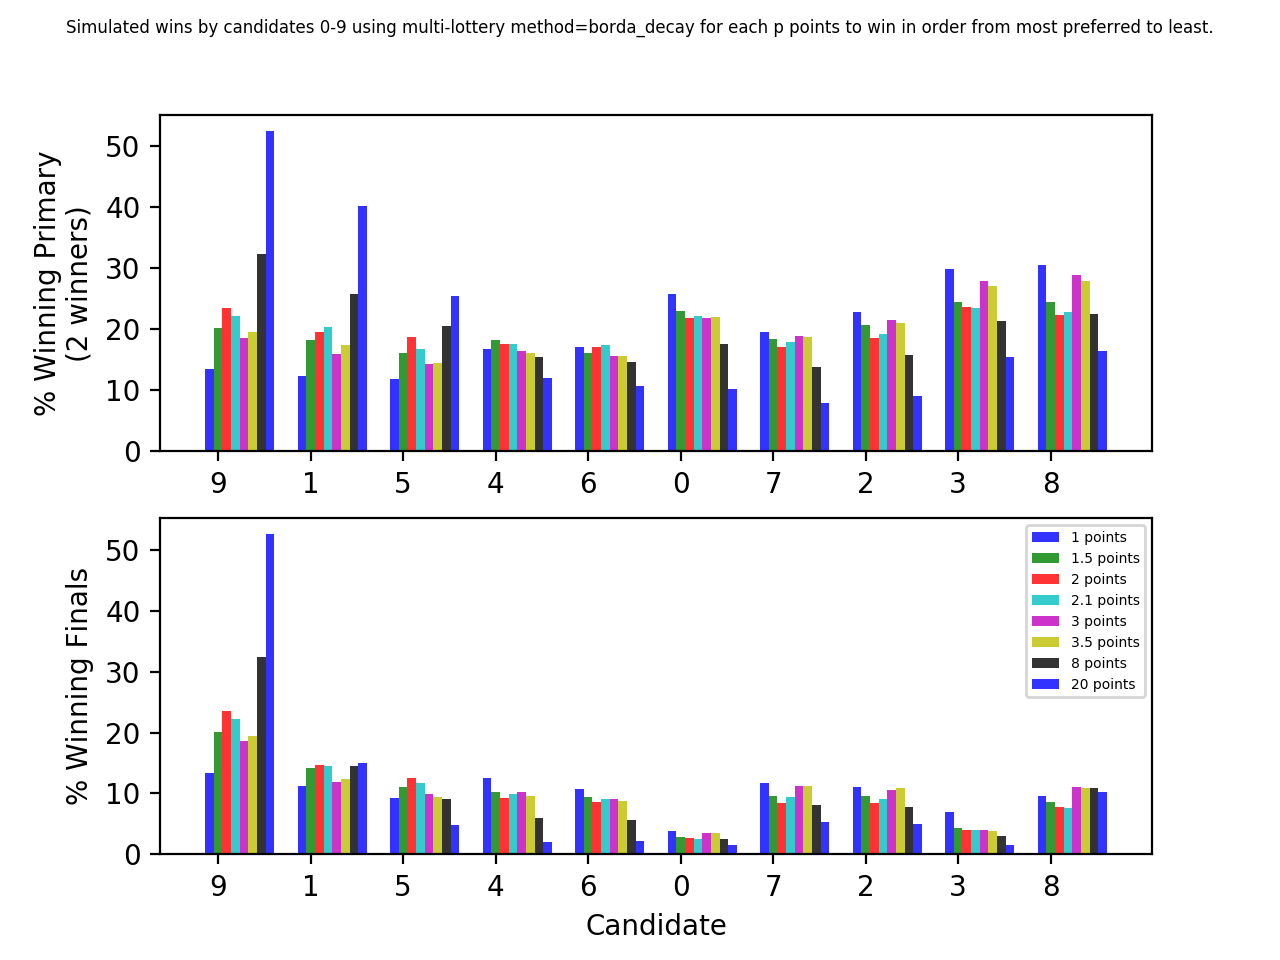 Simulated wins by candidates 0-9 using multi-lottery method=borda_decay for each p points to win in order from most preferred to least.
% Winning Primary
(2 winners)
50
40
30
20
10
0
9 1 5 4 6 0 7 2 3 8
% Winning Finals
50
40
30
20
10
0
1 points
1.5 points
2 points
2.1 points
3 points
3.5 points
8 points
20 points
9 1 5 4 6 0 7 2 3 8
Candidate